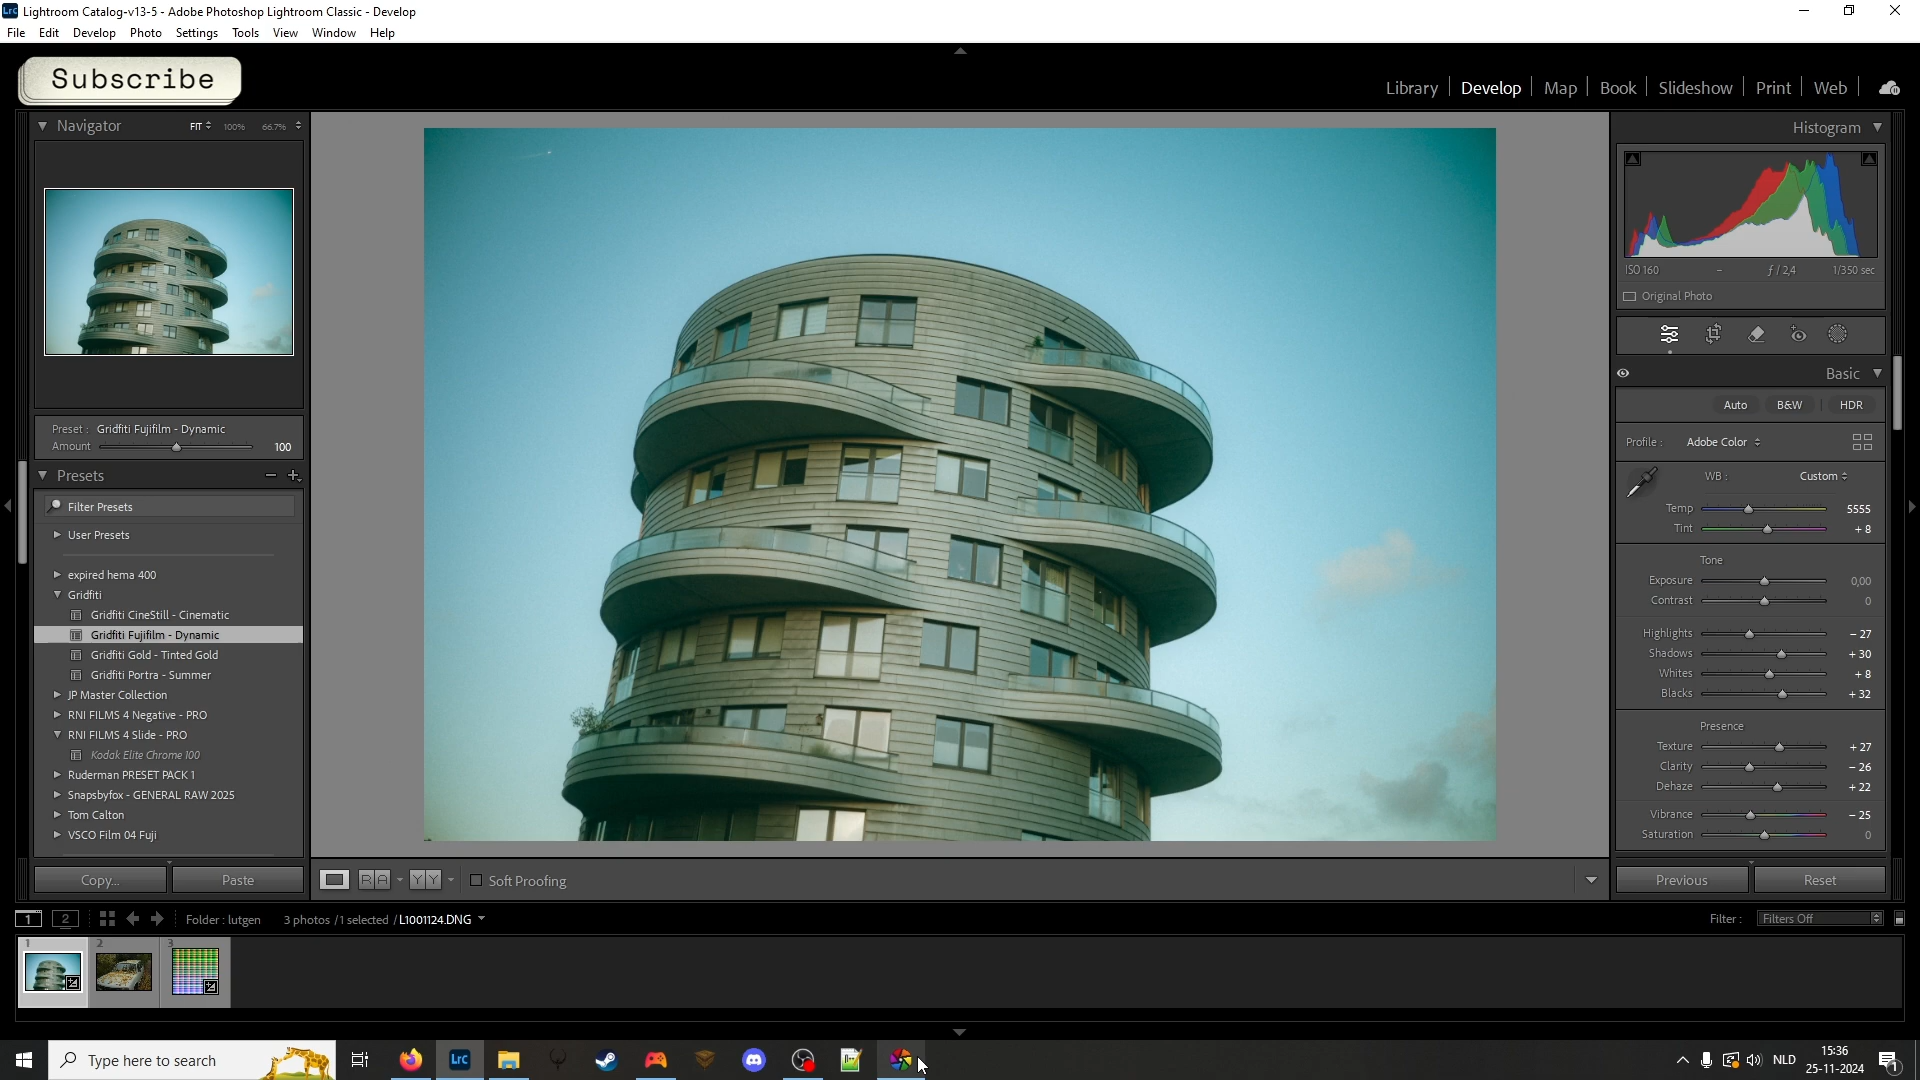 Lightroom Catalog-v13-5 - Adobe Photoshop Lightroom Classic - Develop
File Edit Develop Photo Settings Tools View Window Help
Subscribe
Library Develop Map Book Slideshow Print Web
Navigator FIT 100% 66.7%
Preset : Gridfiti Fujifilm - Dynamic
Amount 100
Presets
Filter Presets
User Presets
expired hema 400
Gridfiti
Gridfiti CineStill - Cinematic
Gridfiti Fujifilm - Dynamic
Gridfiti Gold - Tinted Gold
Gridfiti Portra - Summer
JP Master Collection
RNI FILMS 4 Negative - PRO
RNI FILMS 4 Slide - PRO
Kodak Elite Chrome 100
Ruderman PRESET PACK 1
Snapsbyfox - GENERAL RAW 2025
Tom Calton
VSCO Film 04 Fuji
Copy... Paste
Histogram
ISO 160 – ƒ / 2,4 1/350 sec
Original Photo
Basic
Auto B&W HDR
Profile : Adobe Color
WB : Custom
Temp 5555
Tint + 8
Tone
Exposure 0,00
Contrast 0
Highlights – 27
Shadows + 30
Whites + 8
Blacks + 32
Presence
Texture + 27
Clarity – 26
Dehaze + 22
Vibrance – 25
Saturation 0
Previous Reset
R A Y Y Soft Proofing
1 2 Folder : lutgen 3 photos / 1 selected / L1001124.DNG Filter : Filters Off
1 2 3
Type here to search LrC NLD 15:36
25-11-2024 1